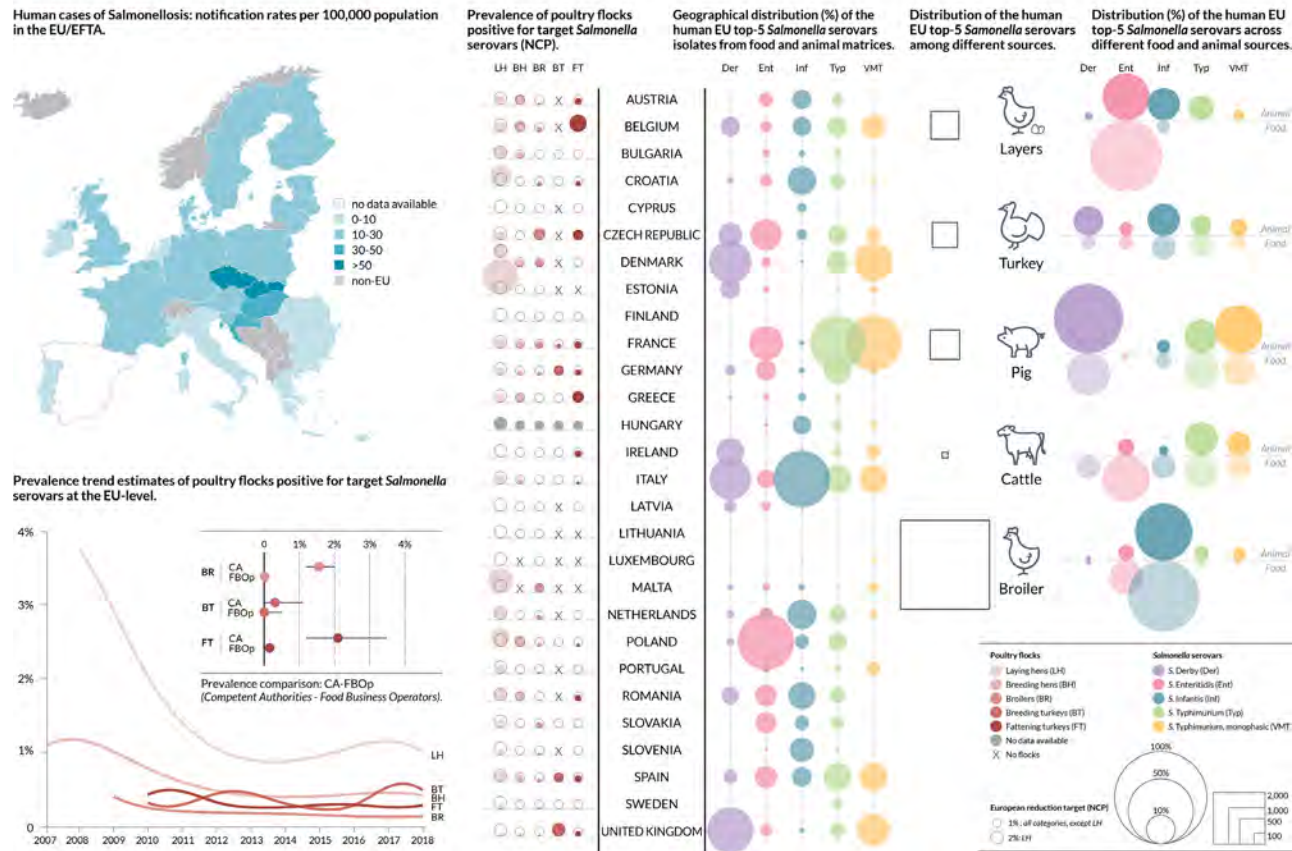 Human cases of Salmonellosis: notification rates per 100,000 population
in the EU/EFTA.
no data available
0-10
10-30
30-50
>50
non-EU
Prevalence trend estimates of poultry flocks positive for target Salmonella
serovars at the EU-level.
4%
3%
2%
1%
0
2007 2008 2009 2010 2011 2012 2013 2014 2015 2016 2017 2018
LH
BT
BH
FT
BR
0 1% 2% 3% 4%
BR CA
FBOp
BT CA
FBOp
FT CA
FBOp
Prevalence comparison: CA-FBOp
(Competent Authorities - Food Business Operators).
Prevalence of poultry flocks
positive for target Salmonella
serovars (NCP).
LH BH BR BT FT
Geographical distribution (%) of the
human EU top-5 Salmonella serovars
isolates from food and animal matrices.
Der Ent Inf Typ VMT
X AUSTRIA
X BELGIUM
BULGARIA
CROATIA
X CYPRUS
X CZECH REPUBLIC
X DENMARK
X X ESTONIA
FINLAND
FRANCE
GERMANY
GREECE
HUNGARY
IRELAND
ITALY
X LATVIA
X X LITHUANIA
X X X LUXEMBOURG
X X X MALTA
X NETHERLANDS
POLAND
X PORTUGAL
ROMANIA
SLOVAKIA
X SLOVENIA
SPAIN
SWEDEN
UNITED KINGDOM
Distribution of the human
EU top-5 Samonella serovars
among different sources.
Layers
Turkey
Pig
Cattle
Broiler
Distribution (%) of the human EU
top-5 Salmonella serovars across
different food and animal sources.
Der Ent Inf Typ VMT
Animal
Food
Animal
Food
Animal
Food
Animal
Food
Animal
Food
Poultry flocks
Laying hens (LH)
Breeding hens (BH)
Broilers (BR)
Breeding turkeys (BT)
Fattening turkeys (FT)
No data available
X No flocks
Salmonella serovars
S. Derby (Der)
S. Enteritidis (Ent)
S. Infantis (Inf)
S. Typhimurium (Typ)
S. Typhimurium, monophasic (VMT
European reduction target (NCP)
1% : all categories, except LH
2%: LH
100%
50%
10%
2,000
1,000
500
100